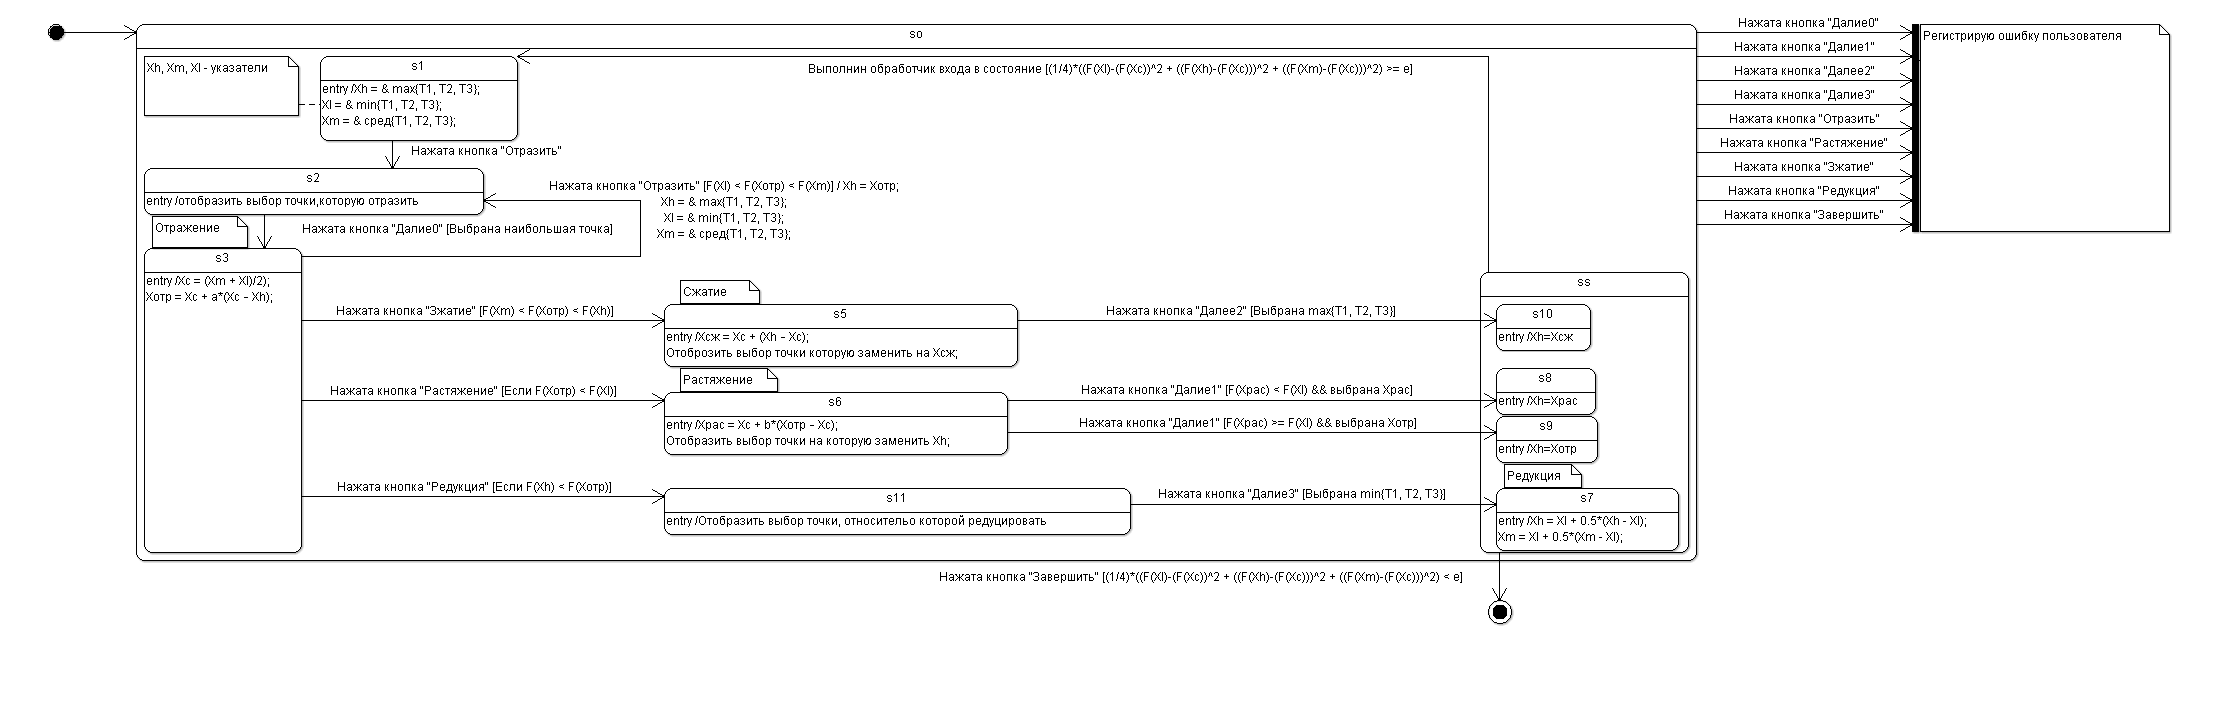 so
Нажата кнопка "Далие0"
Нажата кнопка "Далие1"
Нажата кнопка "Далее2"
Нажата кнопка "Далие3"
Нажата кнопка "Отразить"
Нажата кнопка "Растяжение"
Нажата кнопка "Зжатие"
Нажата кнопка "Редукция"
Нажата кнопка "Завершить"
Регистрирую ошибку пользователя
Xh, Xm, Xl - указатели
s1
entry /Xh = & max{T1, T2, T3};
Xl = & min{T1, T2, T3};
Xm = & сред{T1, T2, T3};
Выполнин обработчик входа в состояние [(1/4)*((F(Xl)-(F(Xc))^2 + ((F(Xh)-(F(Xc)))^2 + ((F(Xm)-(F(Xc)))^2) >= e]
Нажата кнопка "Отразить"
s2
entry /отобразить выбор точки,которую отразить
Нажата кнопка "Отразить" [F(Xl) < F(Xотр) < F(Xm)] / Xh = Xотр;
Xh = & max{T1, T2, T3};
Xl = & min{T1, T2, T3};
Xm = & сред{T1, T2, T3};
Отражение
Нажата кнопка "Далие0" [Выбрана наибольшая точка]
s3
entry /Xc = (Xm + Xl)/2);
Xотр = Xc + a*(Xc - Xh);
Нажата кнопка "Зжатие" [F(Xm) < F(Xотр) < F(Xh)]
Сжатие
s5
entry /Xсж = Xc + (Xh - Xc);
Отоброзить выбор точки которую заменить на Xсж;
Нажата кнопка "Далее2" [Выбрана max{T1, T2, T3}]
ss
s10
entry /Xh=Xсж
Нажата кнопка "Растяжение" [Если F(Xотр) < F(Xl)]
Растяжение
s6
entry /Xрас = Xc + b*(Xотр - Xc);
Отобразить выбор точки на которую заменить Xh;
Нажата кнопка "Далие1" [F(Xрас) < F(Xl) && выбрана Xрас]
s8
entry /Xh=Xрас
Нажата кнопка "Далие1" [F(Xрас) >= F(Xl) && выбрана Xотр]
s9
entry /Xh=Xотр
Нажата кнопка "Редукция" [Если F(Xh) < F(Xотр)]
s11
entry /Отобразить выбор точки, относительо которой редуцировать
Нажата кнопка "Далие3" [Выбрана min{T1, T2, T3}]
Редукция
s7
entry /Xh = Xl + 0.5*(Xh - Xl);
Xm = Xl + 0.5*(Xm - Xl);
Нажата кнопка "Завершить" [(1/4)*((F(Xl)-(F(Xc))^2 + ((F(Xh)-(F(Xc)))^2 + ((F(Xm)-(F(Xc)))^2) < e]